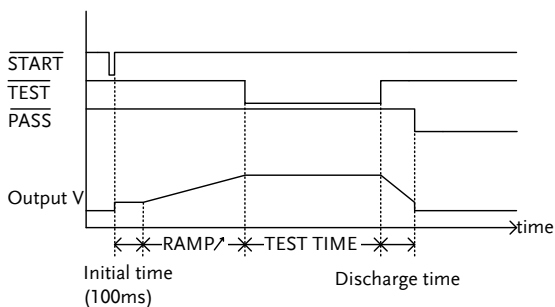 START
TEST
PASS
Output V
time
RAMP↗ TEST TIME
Initial time
(100ms)
Discharge time